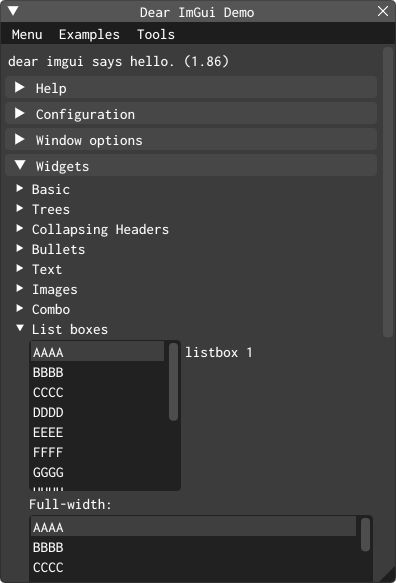 Dear ImGui Demo
Menu Examples Tools
dear imgui says hello. (1.86)
Help
Configuration
Window options
Widgets
Basic
Trees
Collapsing Headers
Bullets
Text
Images
Combo
List boxes
AAAA listbox 1
BBBB
CCCC
DDDD
EEEE
FFFF
GGGG
Full-width:
AAAA
BBBB
CCCC